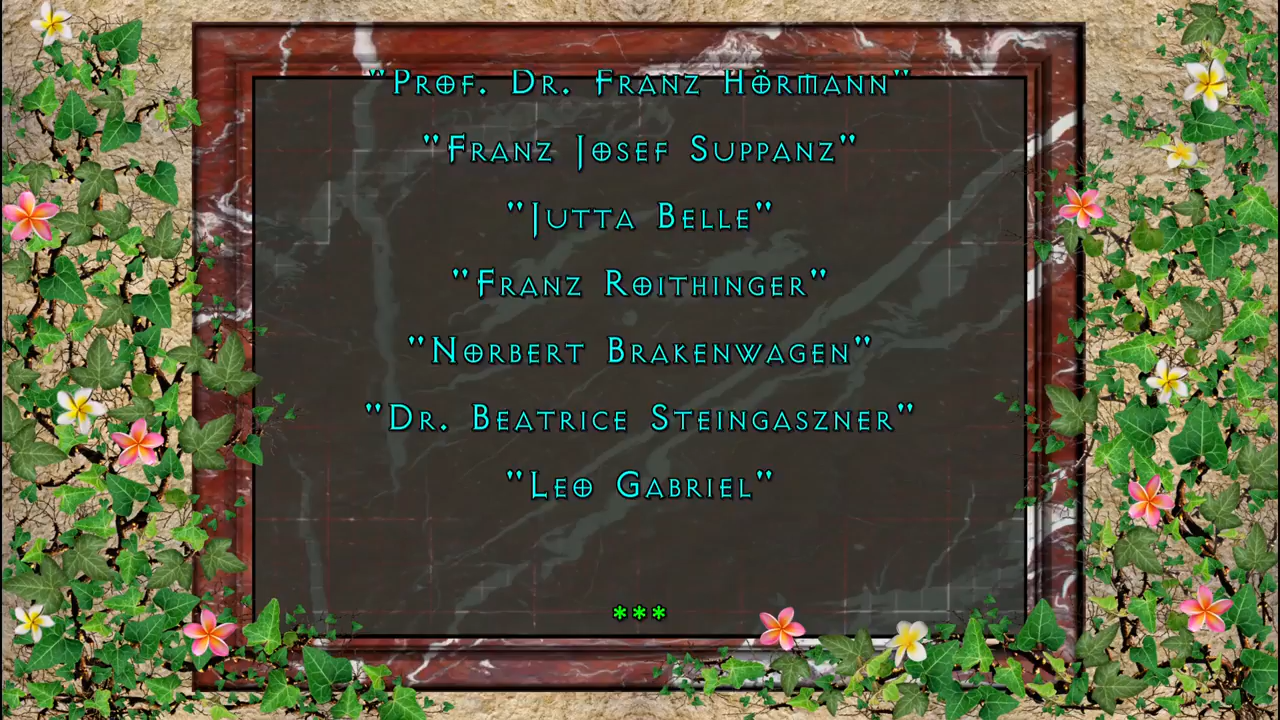 "Prof. Dr. Franz Hörmann"
"Franz Josef Suppanz"
"Jutta Belle"
"Franz Roithinger"
"Norbert Brakenwagen"
"Dr. Beatrice Steingaszner"
"Leo Gabriel"
***